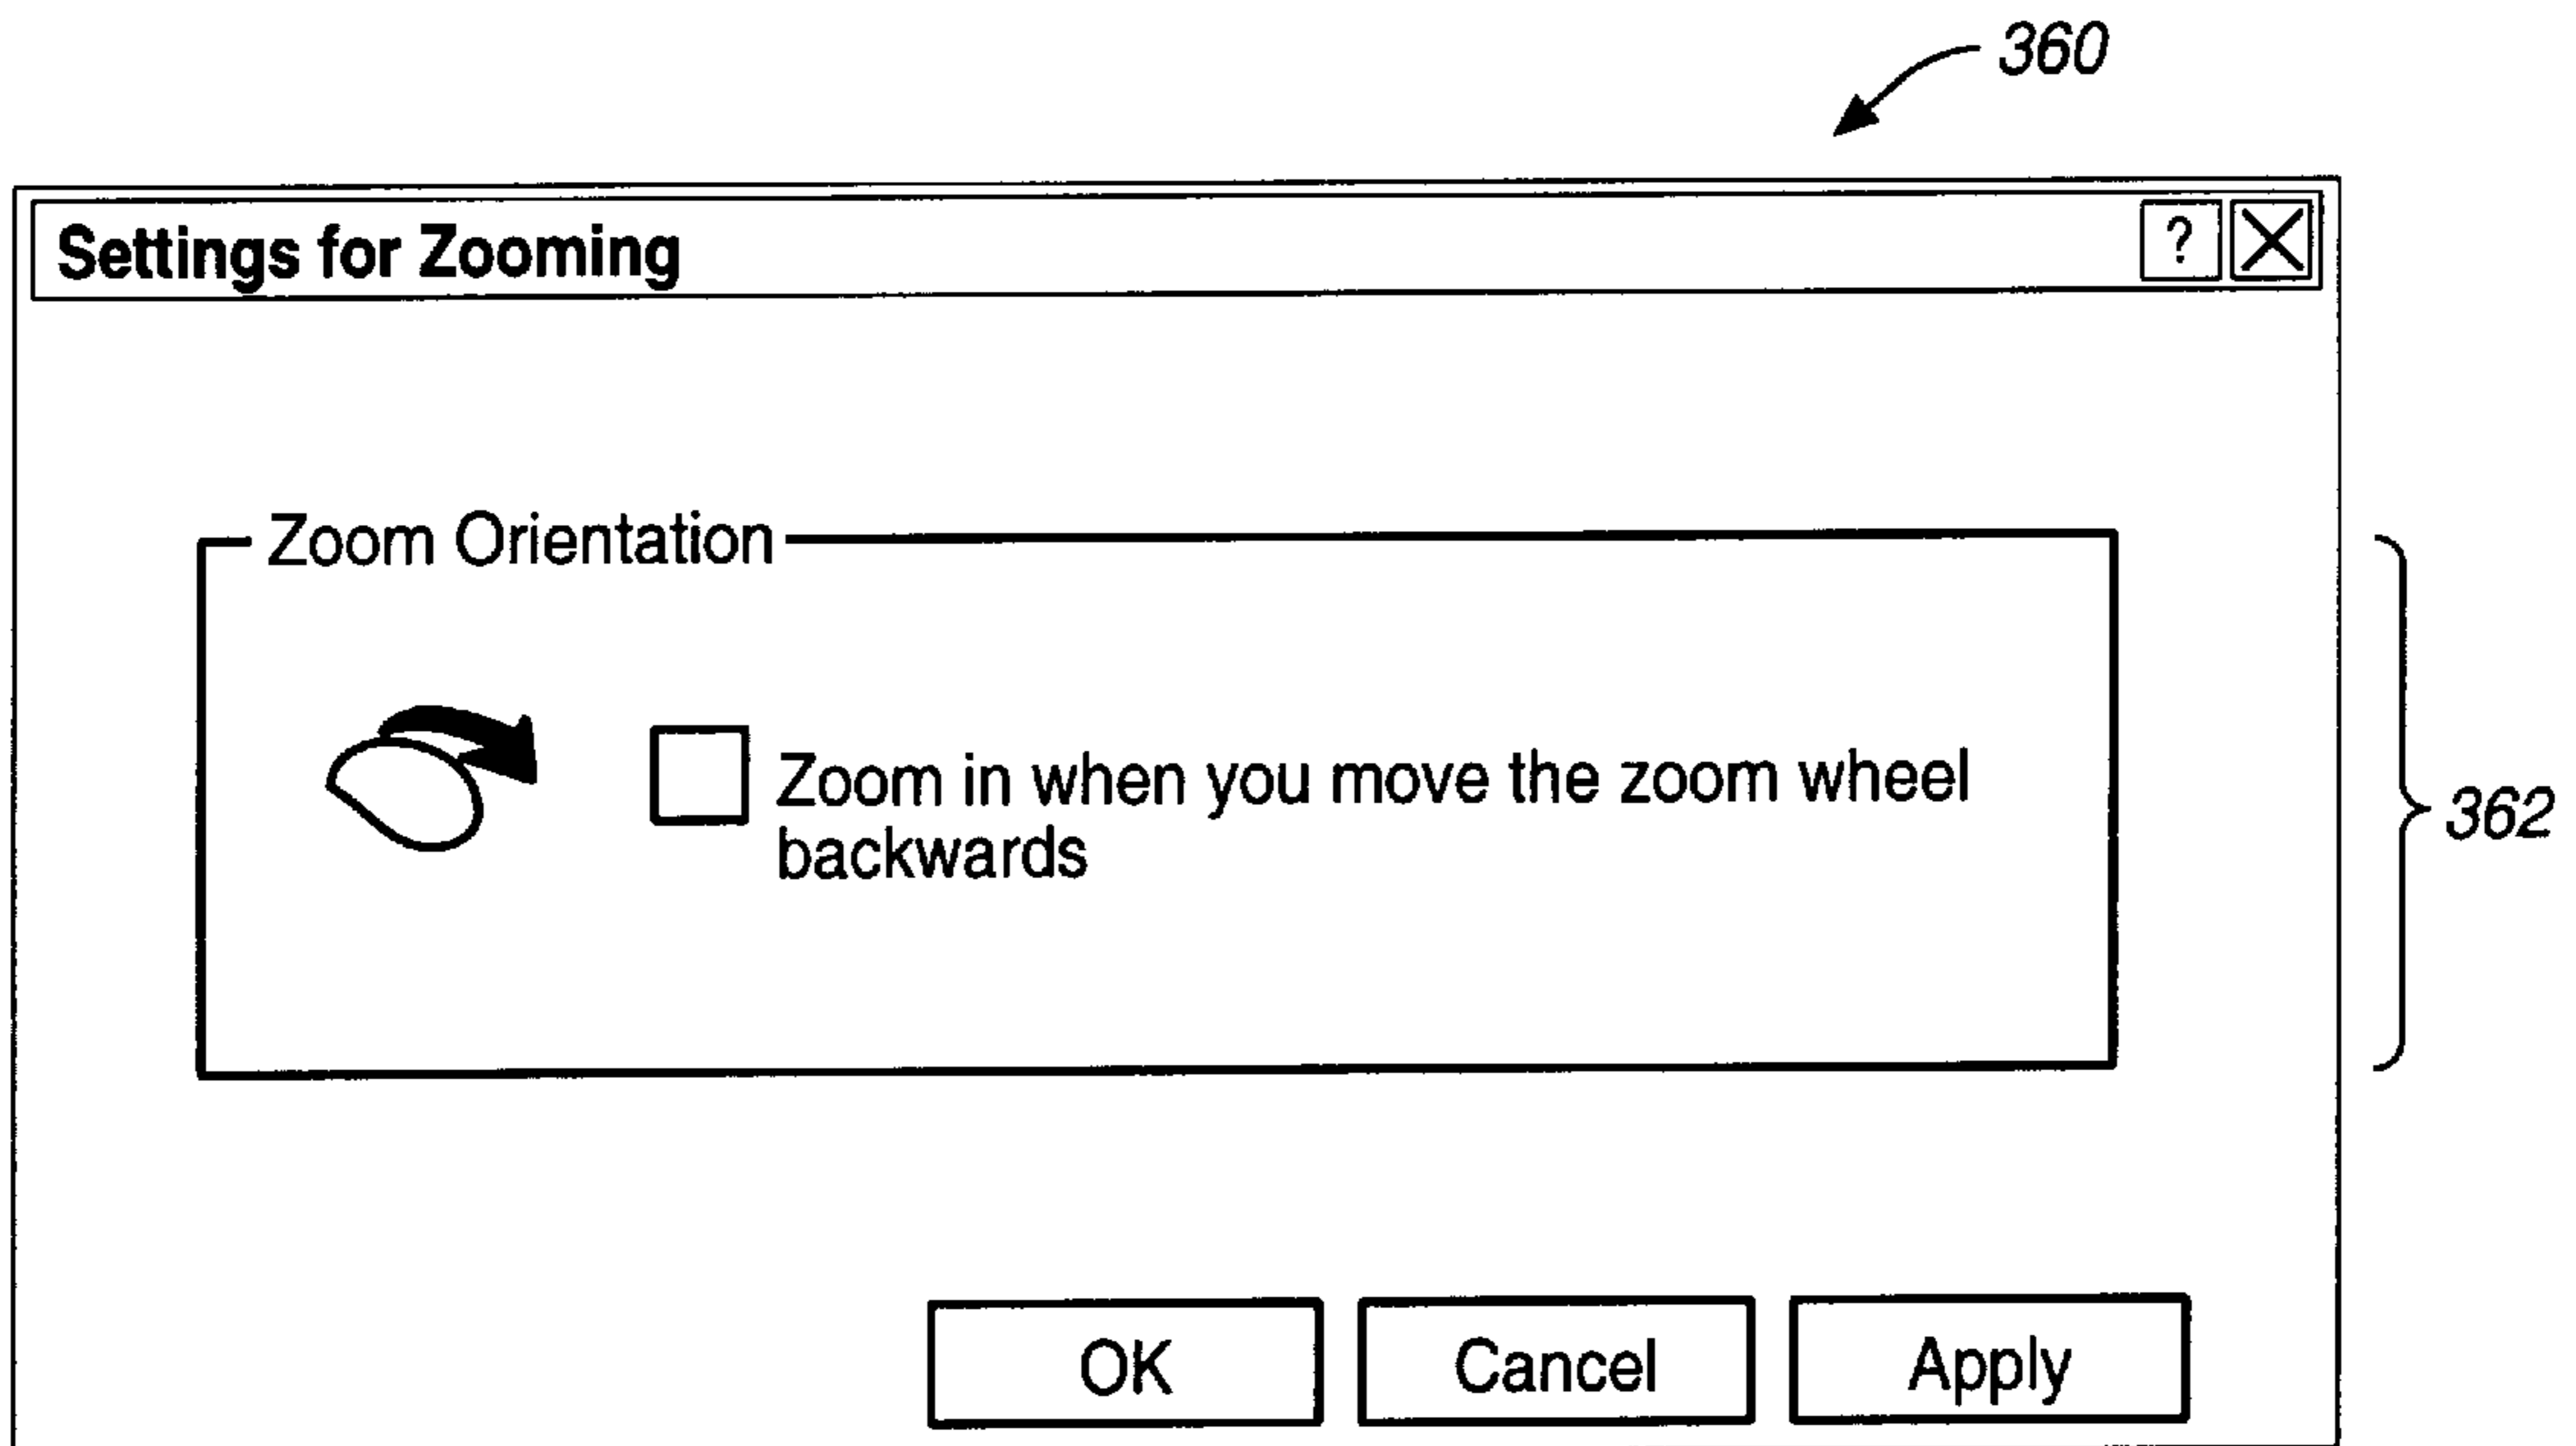 360
Settings for Zooming ?
Zoom Orientation
Zoom in when you move the zoom wheel
backwards
362
OK Cancel Apply